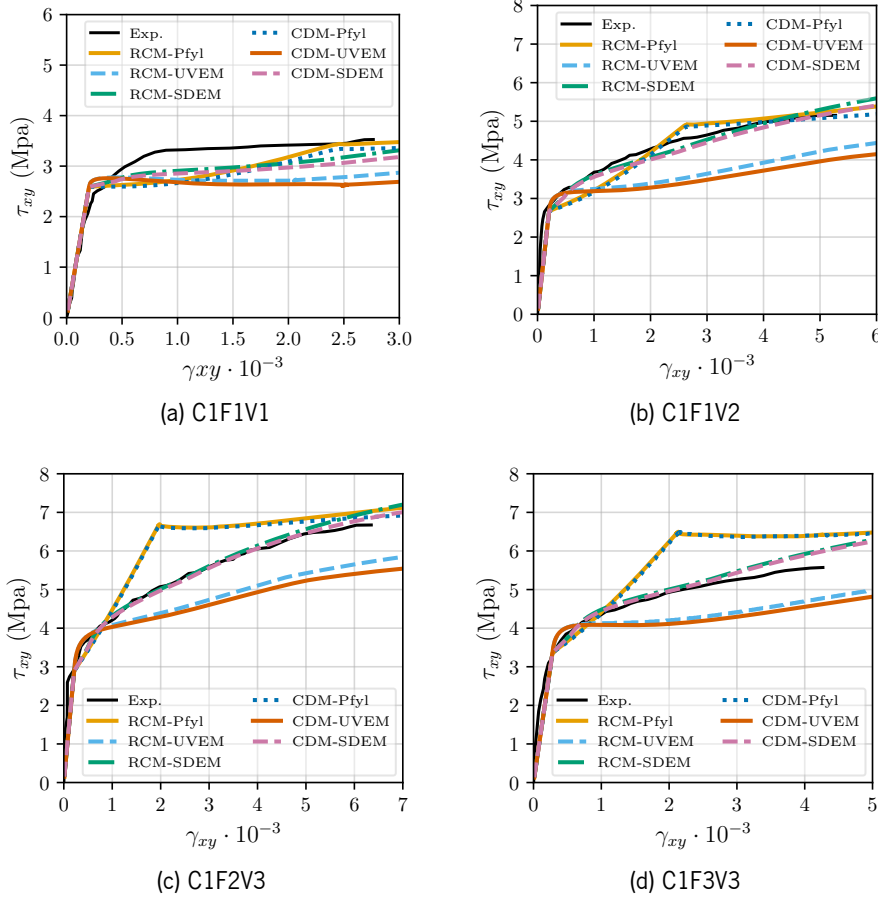 6
5
4
3
2
1
0
τxy (Mpa)
Exp.
RCM-Pfyl
RCM-UVEM
RCM-SDEM
CDM-Pfyl
CDM-UVEM
CDM-SDEM
0.0 0.5 1.0 1.5 2.0 2.5 3.0
γxy · 10⁻³
(a) C1F1V1
8
7
6
5
4
3
2
1
0
τxy (Mpa)
Exp.
RCM-Pfyl
RCM-UVEM
RCM-SDEM
CDM-Pfyl
CDM-UVEM
CDM-SDEM
0 1 2 3 4 5 6
γxy · 10⁻³
(b) C1F1V2
8
7
6
5
4
3
2
1
0
τxy (Mpa)
Exp.
RCM-Pfyl
RCM-UVEM
RCM-SDEM
CDM-Pfyl
CDM-UVEM
CDM-SDEM
0 1 2 3 4 5 6 7
γxy · 10⁻³
(c) C1F2V3
8
7
6
5
4
3
2
1
0
τxy (Mpa)
Exp.
RCM-Pfyl
RCM-UVEM
RCM-SDEM
CDM-Pfyl
CDM-UVEM
CDM-SDEM
0 1 2 3 4 5
γxy · 10⁻³
(d) C1F3V3